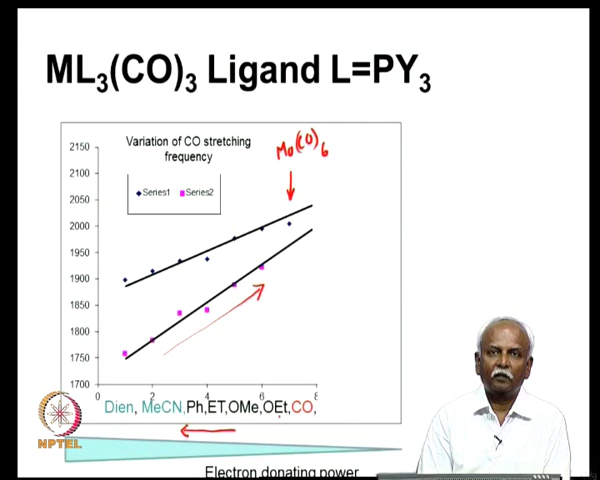 ML3(CO)3 Ligand L=PY3
Variation of CO stretching
frequency
Mo(CO)6
Series1 Series2
2150
2100
2050
2000
1950
1900
1850
1800
1750
1700
0 2 4 6 8
Dien, MeCN,Ph,ET,OMe,OEt,CO,
NPTEL
Electron donating power